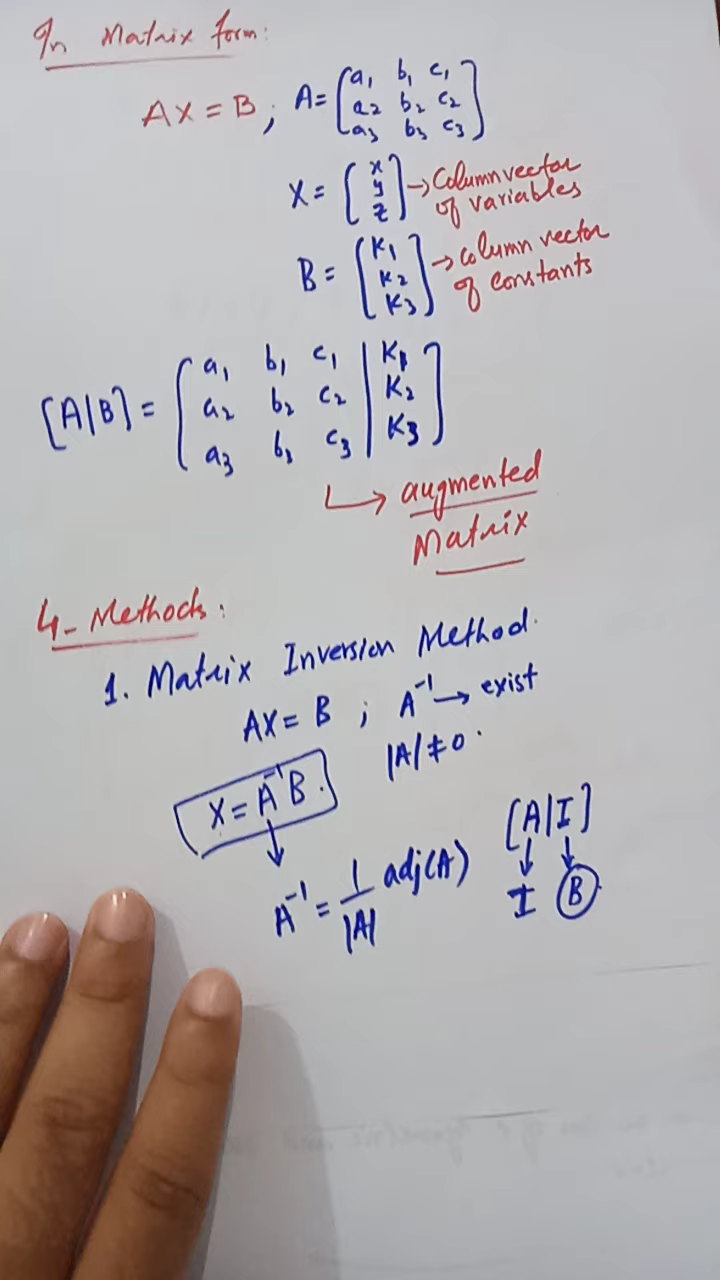 In Matrix form:
AX = B ; A = [a₁ b₁ c₁
a₂ b₂ c₂
a₃ b₃ c₃]
X = [x
y
z] → Column vector
of variables
B = [K₁
K₂
K₃] → column vector
of constants
[A|B] = [a₁ b₁ c₁ | K₁
a₂ b₂ c₂ | K₂
a₃ b₃ c₃ | K₃]
↳ augmented
Matrix
4 - Methods :
1. Matrix Inversion Method.
AX = B ; A⁻¹ → exist
|A| ≠ 0 .
X = A⁻¹ B .
[A|I]
↓ ↓
I B
A⁻¹ = 1/|A| adj(A)